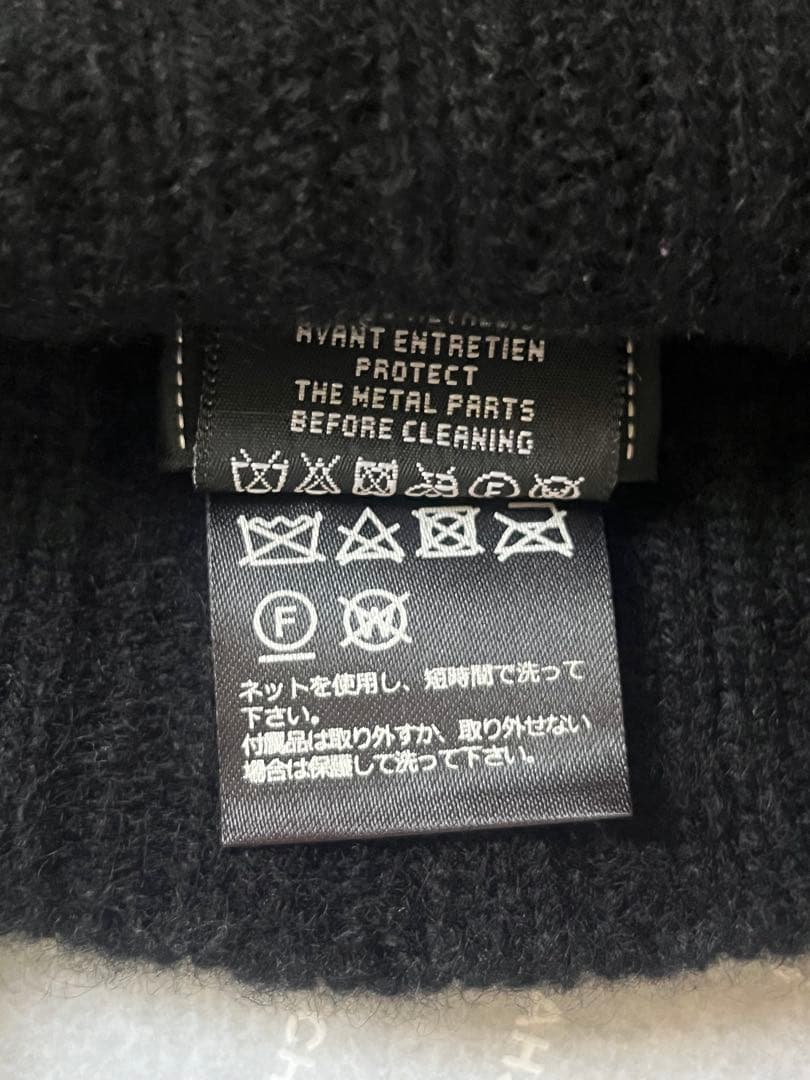 AVANT ENTRETIEN
PROTECT
THE METAL PARTS
BEFORE CLEANING
F
F
W
ネットを使用し、短時間で洗って
下さい。
付属品は取り外すか、取り外せない
場合は保護して洗って下さい。